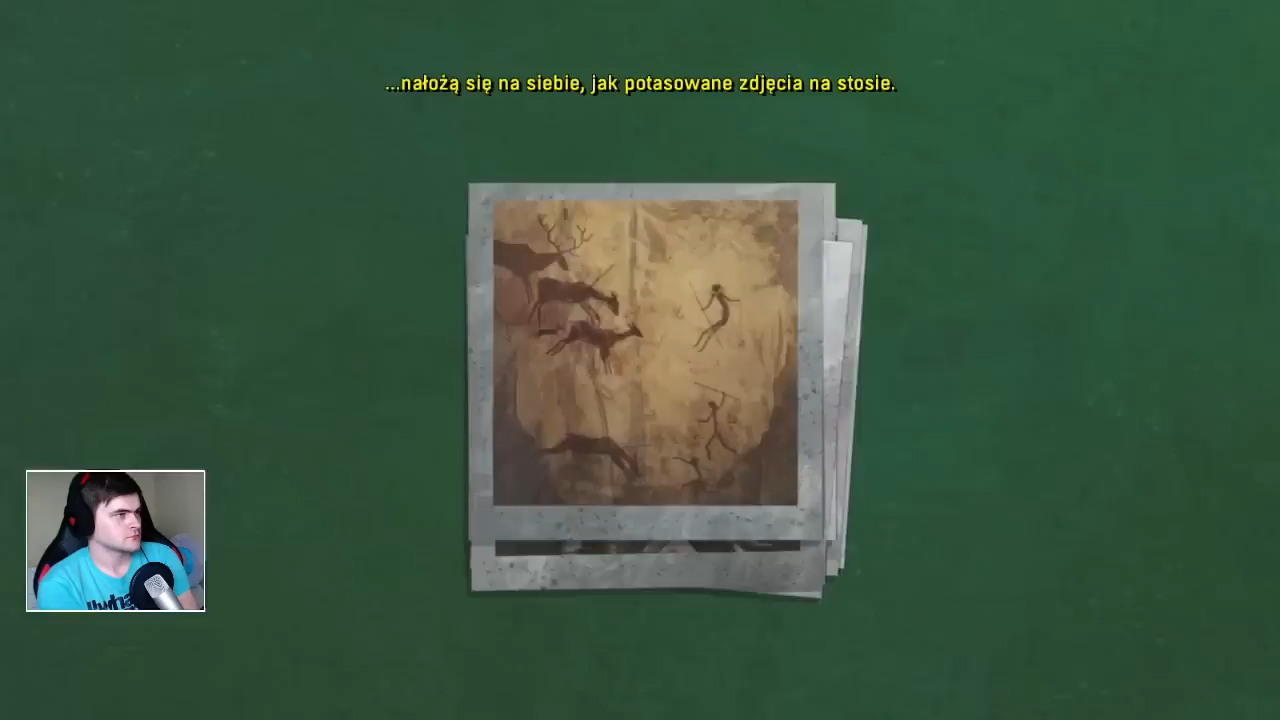 ...nałożą się na siebie, jak potasowane zdjęcia na stosie.